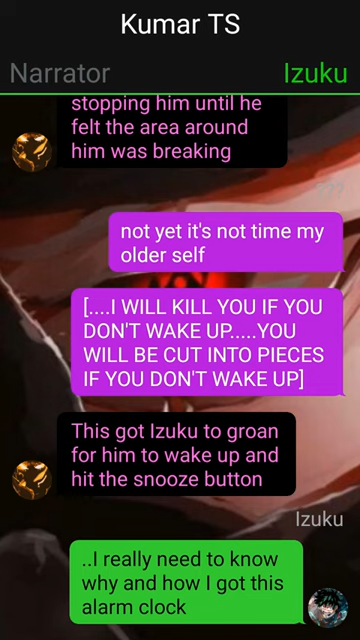 Kumar TS
Narrator
Izuku
stopping him until he
felt the area around
him was breaking
???
not yet it's not time my
older self
[....I WILL KILL YOU IF YOU
DON'T WAKE UP.....YOU
WILL BE CUT INTO PIECES
IF YOU DON'T WAKE UP]
This got Izuku to groan
for him to wake up and
hit the snooze button
Izuku
..I really need to know
why and how I got this
alarm clock